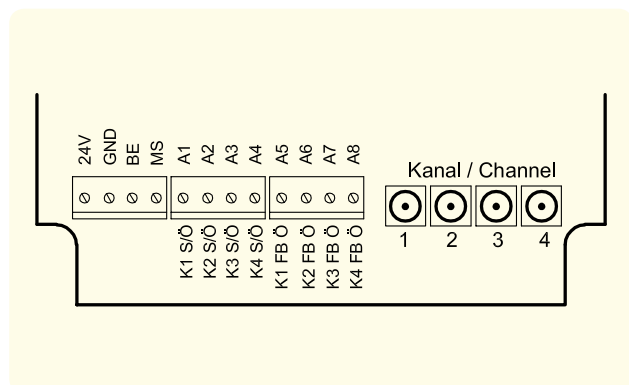 24V GND BE MS A1 A2 A3 A4 A5 A6 A7 A8
Kanal / Channel
K1 S/Ö K2 S/Ö K3 S/Ö K4 S/Ö K1 FB Ö K2 FB Ö K3 FB Ö K4 FB Ö
1 2 3 4